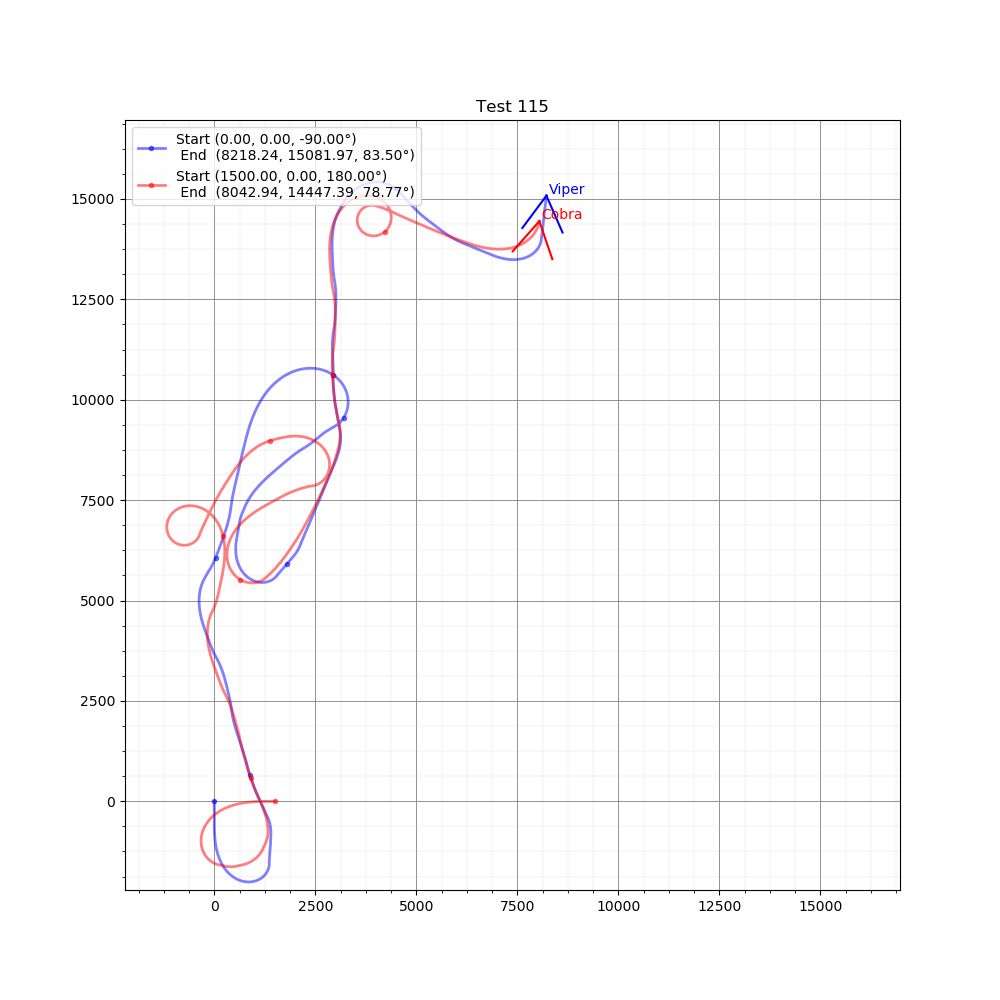 Test 115
Start (0.00, 0.00, -90.00°)
End  (8218.24, 15081.97, 83.50°)
Start (1500.00, 0.00, 180.00°)
End  (8042.94, 14447.39, 78.77°)
Viper
Cobra
15000
12500
10000
7500
5000
2500
0
0 2500 5000 7500 10000 12500 15000